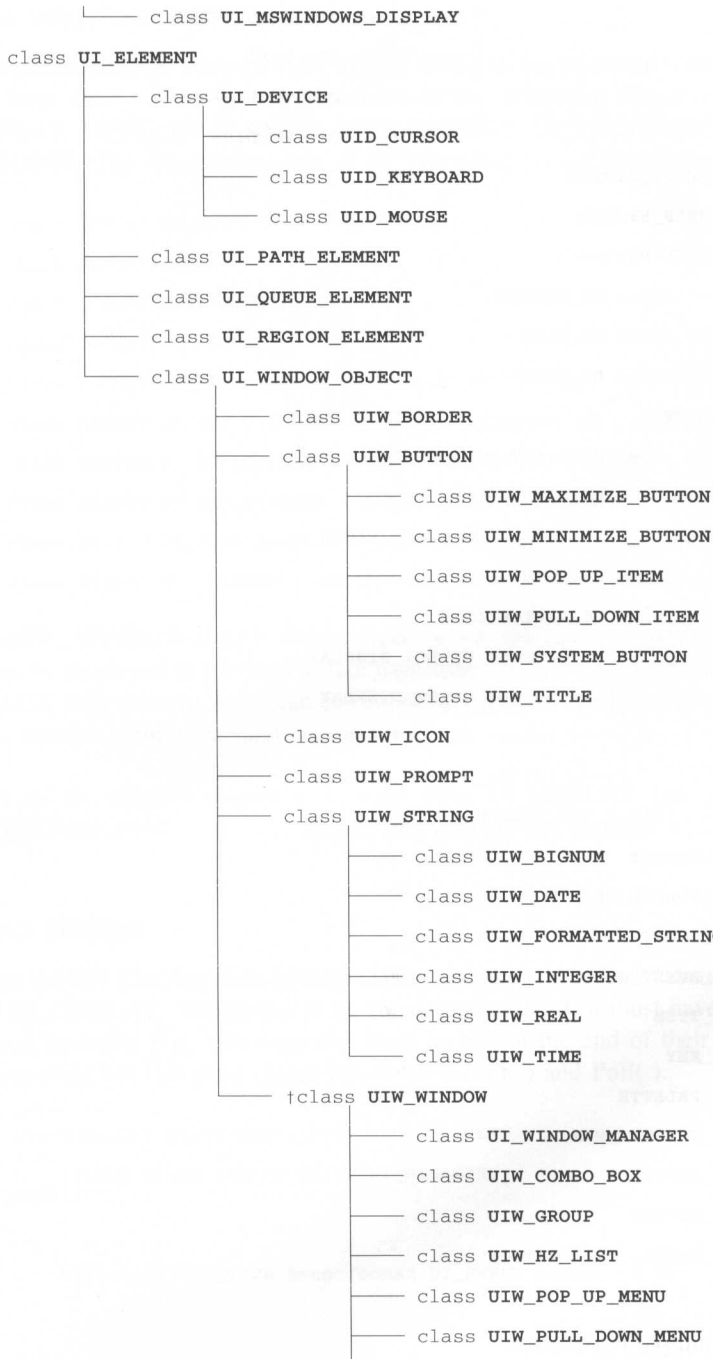 class UI_MSWINDOWS_DISPLAY
class UI_ELEMENT
class UI_DEVICE
class UID_CURSOR
class UID_KEYBOARD
class UID_MOUSE
class UI_PATH_ELEMENT
class UI_QUEUE_ELEMENT
class UI_REGION_ELEMENT
class UI_WINDOW_OBJECT
class UIW_BORDER
class UIW_BUTTON
class UIW_MAXIMIZE_BUTTON
class UIW_MINIMIZE_BUTTON
class UIW_POP_UP_ITEM
class UIW_PULL_DOWN_ITEM
class UIW_SYSTEM_BUTTON
class UIW_TITLE
class UIW_ICON
class UIW_PROMPT
class UIW_STRING
class UIW_BIGNUM
class UIW_DATE
class UIW_FORMATTED_STRING
class UIW_INTEGER
class UIW_REAL
class UIW_TIME
†class UIW_WINDOW
class UI_WINDOW_MANAGER
class UIW_COMBO_BOX
class UIW_GROUP
class UIW_HZ_LIST
class UIW_POP_UP_MENU
class UIW_PULL_DOWN_MENU